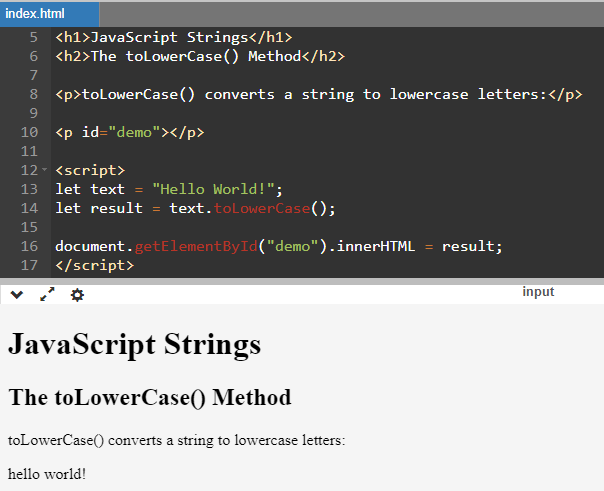 index.html
5 <h1>JavaScript Strings</h1>
6 <h2>The toLowerCase() Method</h2>
7
8 <p>toLowerCase() converts a string to lowercase letters:</p>
9
10 <p id="demo"></p>
11
12 <script>
13 let text = "Hello World!";
14 let result = text.toLowerCase();
15
16 document.getElementById("demo").innerHTML = result;
17 </script>
input
JavaScript Strings
The toLowerCase() Method
toLowerCase() converts a string to lowercase letters:
hello world!